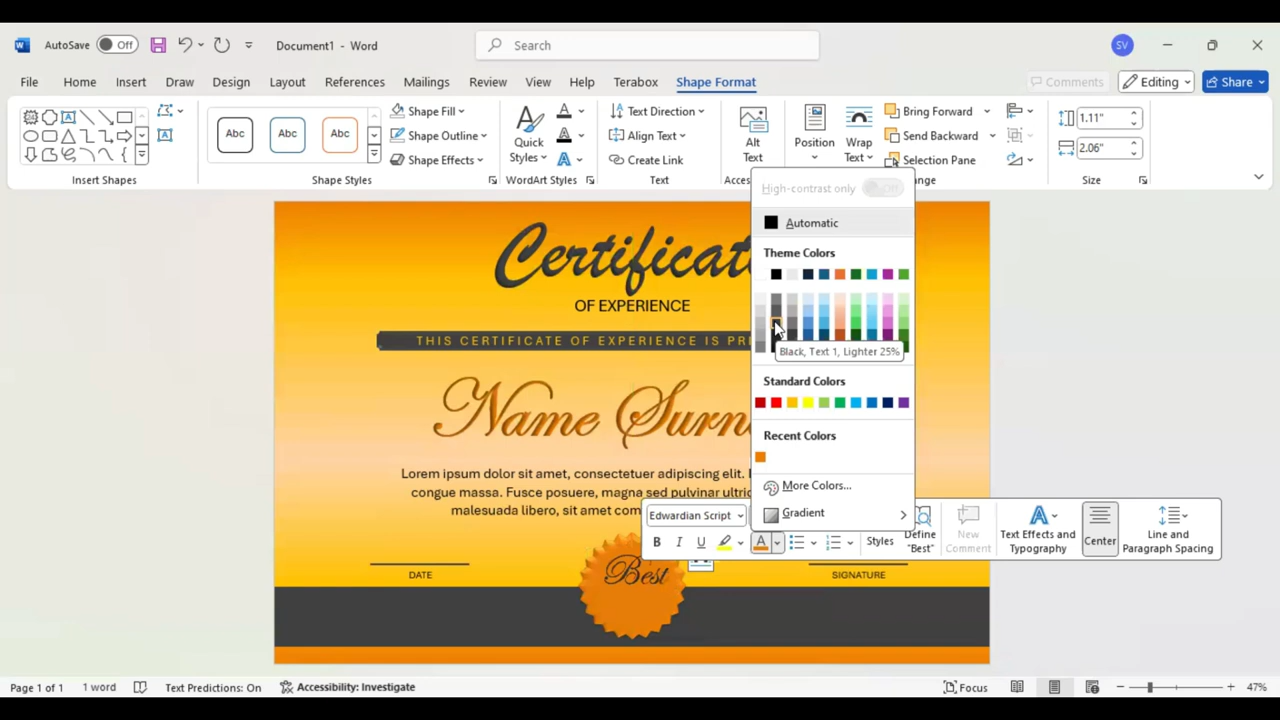 AutoSave Off Document1 - Word Search SV
File Home Insert Draw Design Layout References Mailings Review View Help Terabox Shape Format Comments Editing Share
Abc Abc Abc
Shape Fill
Shape Outline
Shape Effects
Quick
Styles
Text Direction
Align Text
Create Link
Alt
Text
Position
Wrap
Text
Bring Forward
Send Backward
Selection Pane
1.11"
2.06"
Insert Shapes Shape Styles WordArt Styles Text Size
High-contrast only Off
Automatic
Theme Colors
Black, Text 1, Lighter 25%
Standard Colors
Recent Colors
More Colors...
Gradient
OF EXPERIENCE
THIS CERTIFICATE OF EXPERIENCE IS
Name
Lorem ipsum dolor sit amet, consectetuer adipiscing elit.
congue massa. Fusce posuere, magna sed pulvinar
malesuada libero, sit amet
Edwardian Script
B I U A
Styles
Define
"Best"
New
Comment
Text Effects and
Typography
Center
Line and
Paragraph Spacing
DATE
Best
SIGNATURE
Page 1 of 1 1 word Text Predictions: On Accessibility: Investigate Focus 47%